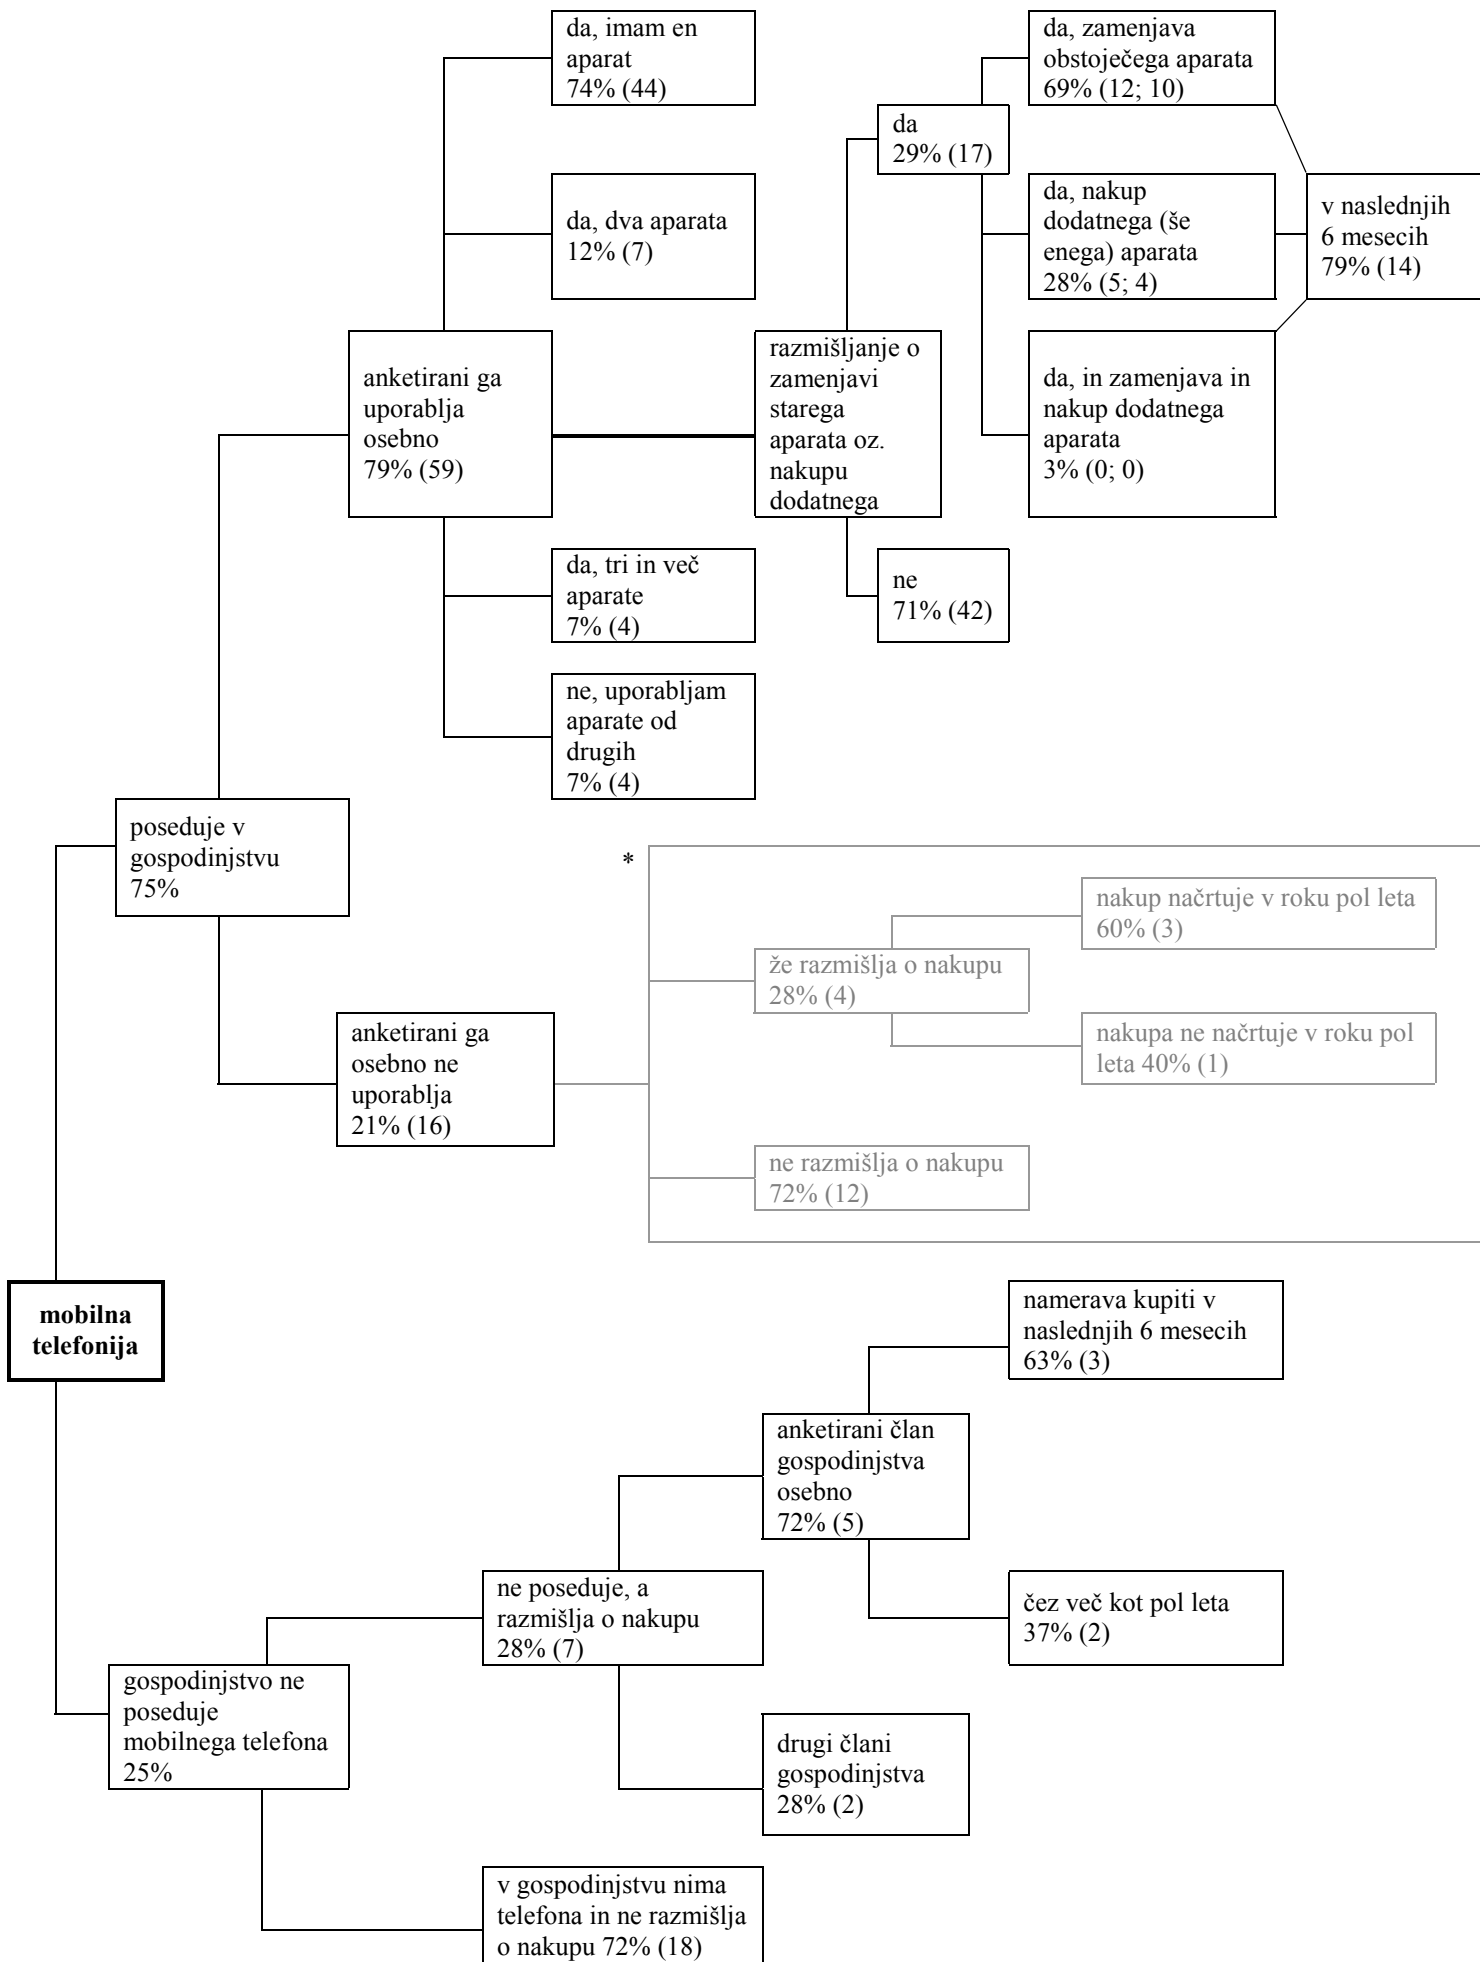 da, imam en
aparat
74% (44)
da, dva aparata
12% (7)
anketirani ga
uporablja
osebno
79% (59)
da, tri in več
aparate
7% (4)
ne, uporabljam
aparate od
drugih
7% (4)
razmišljanje o
zamenjavi
starega
aparata oz.
nakupu
dodatnega
da
29% (17)
ne
71% (42)
da, zamenjava
obstoječega aparata
69% (12; 10)
da, nakup
dodatnega (še
enega) aparata
28% (5; 4)
da, in zamenjava in
nakup dodatnega
aparata
3% (0; 0)
v naslednjih
6 mesecih
79% (14)
poseduje v
gospodinjstvu
75%
anketirani ga
osebno ne
uporablja
21% (16)
*
že razmišlja o nakupu
28% (4)
nakup načrtuje v roku pol leta
60% (3)
nakupa ne načrtuje v roku pol
leta 40% (1)
ne razmišlja o nakupu
72% (12)
mobilna
telefonija
gospodinjstvo ne
poseduje
mobilnega telefona
25%
ne poseduje, a
razmišlja o nakupu
28% (7)
anketirani član
gospodinjstva
osebno
72% (5)
namerava kupiti v
naslednjih 6 mesecih
63% (3)
čez več kot pol leta
37% (2)
drugi člani
gospodinjstva
28% (2)
v gospodinjstvu nima
telefona in ne razmišlja
o nakupu 72% (18)